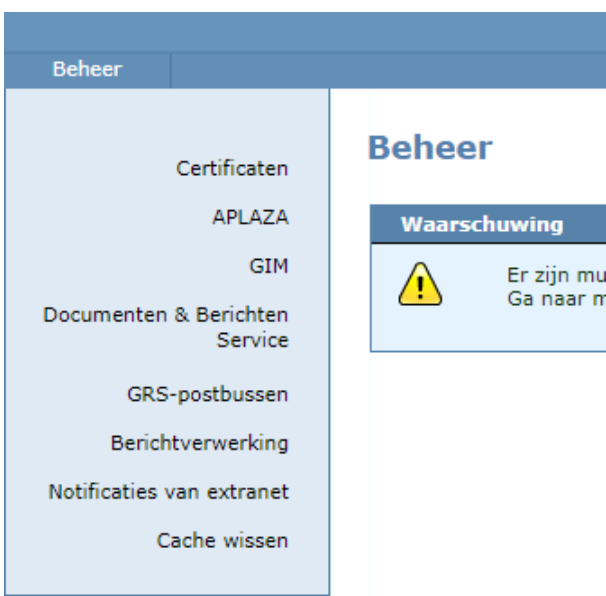 Beheer
Certificaten
APLAZA
GIM
Documenten & Berichten
Service
GRS-postbussen
Berichtverwerking
Notificaties van extranet
Cache wissen
Beheer
Waarschuwing
Er zijn
Ga naar